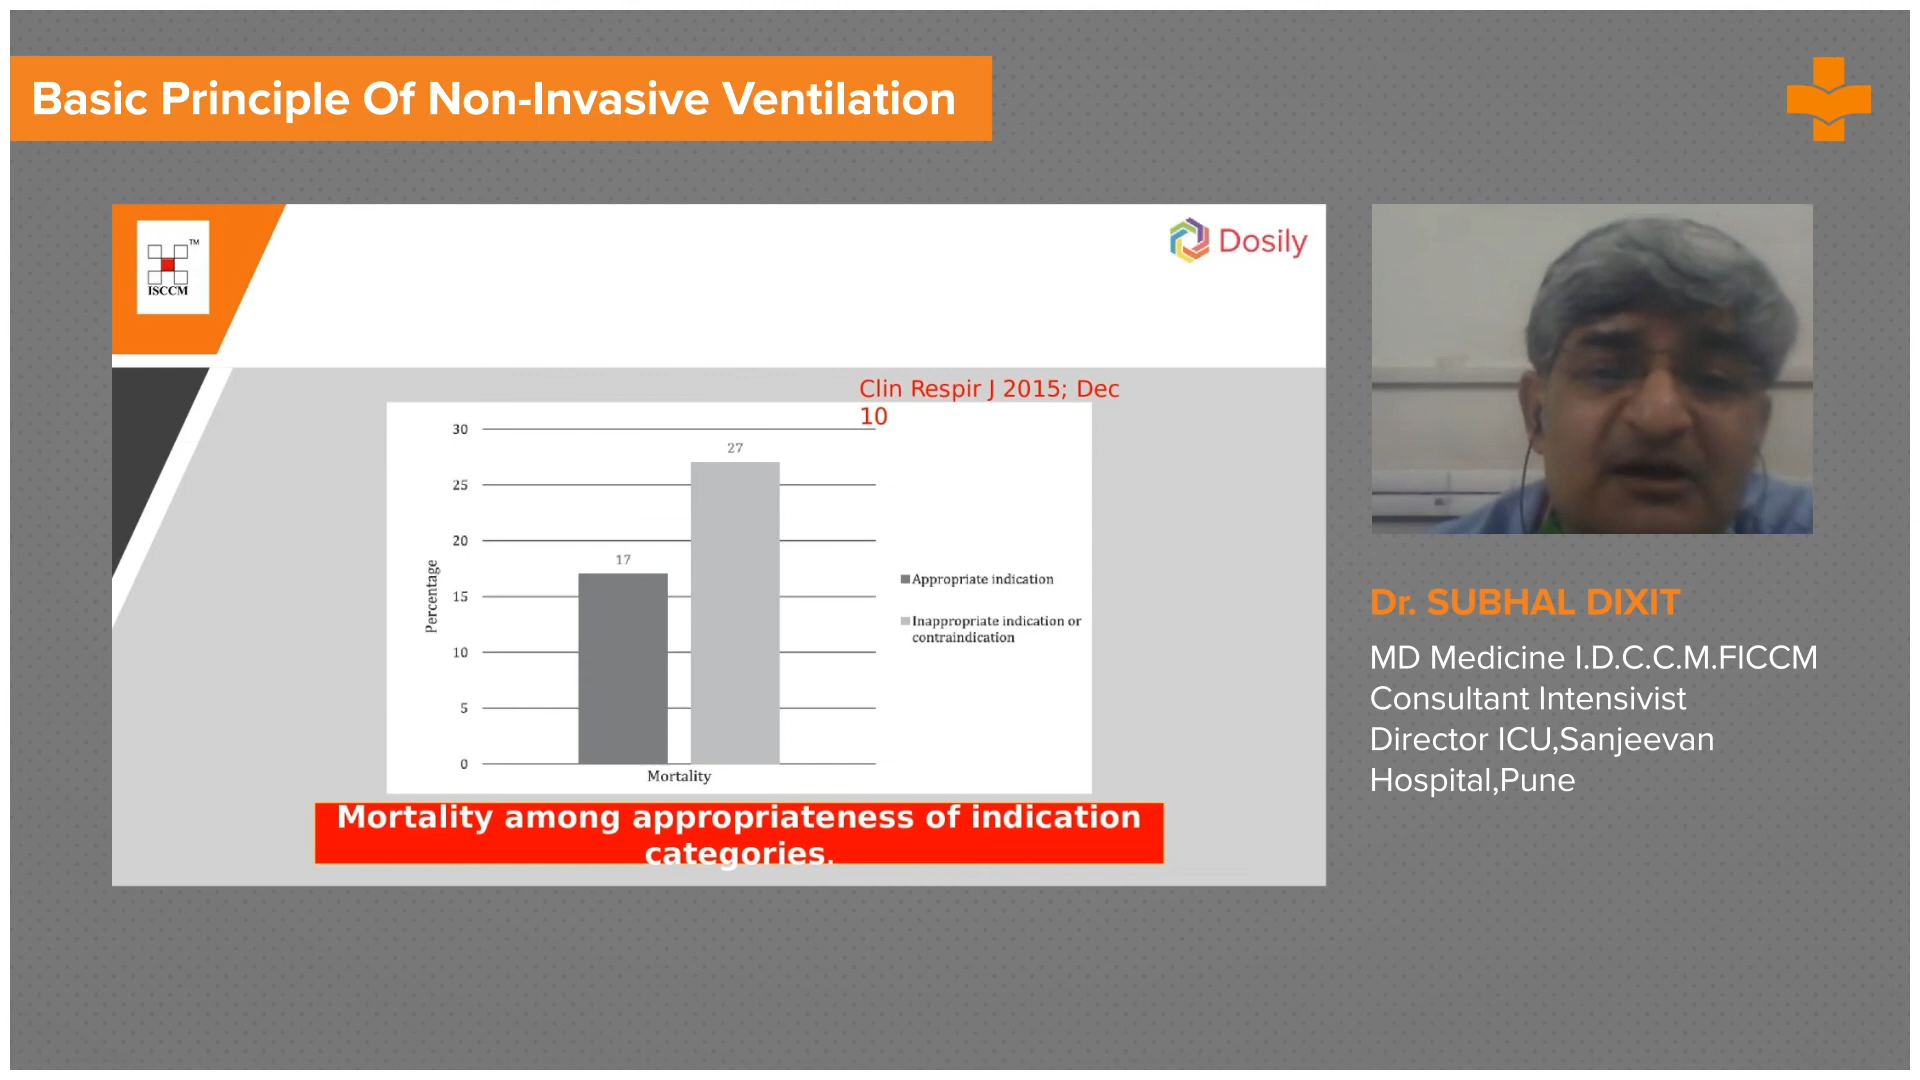 Basic Principle Of Non-Invasive Ventilation
TM
ISCCM
Dosily
Clin Respir J 2015; Dec
10
30
27
25
20
17
Percentage
15
10
5
0
Mortality
Appropriate indication
Inappropriate indication or
contraindication
Mortality among appropriateness of indication
categories.
Dr. SUBHAL DIXIT
MD Medicine I.D.C.C.M.FICCM
Consultant Intensivist
Director ICU,Sanjeevan
Hospital,Pune